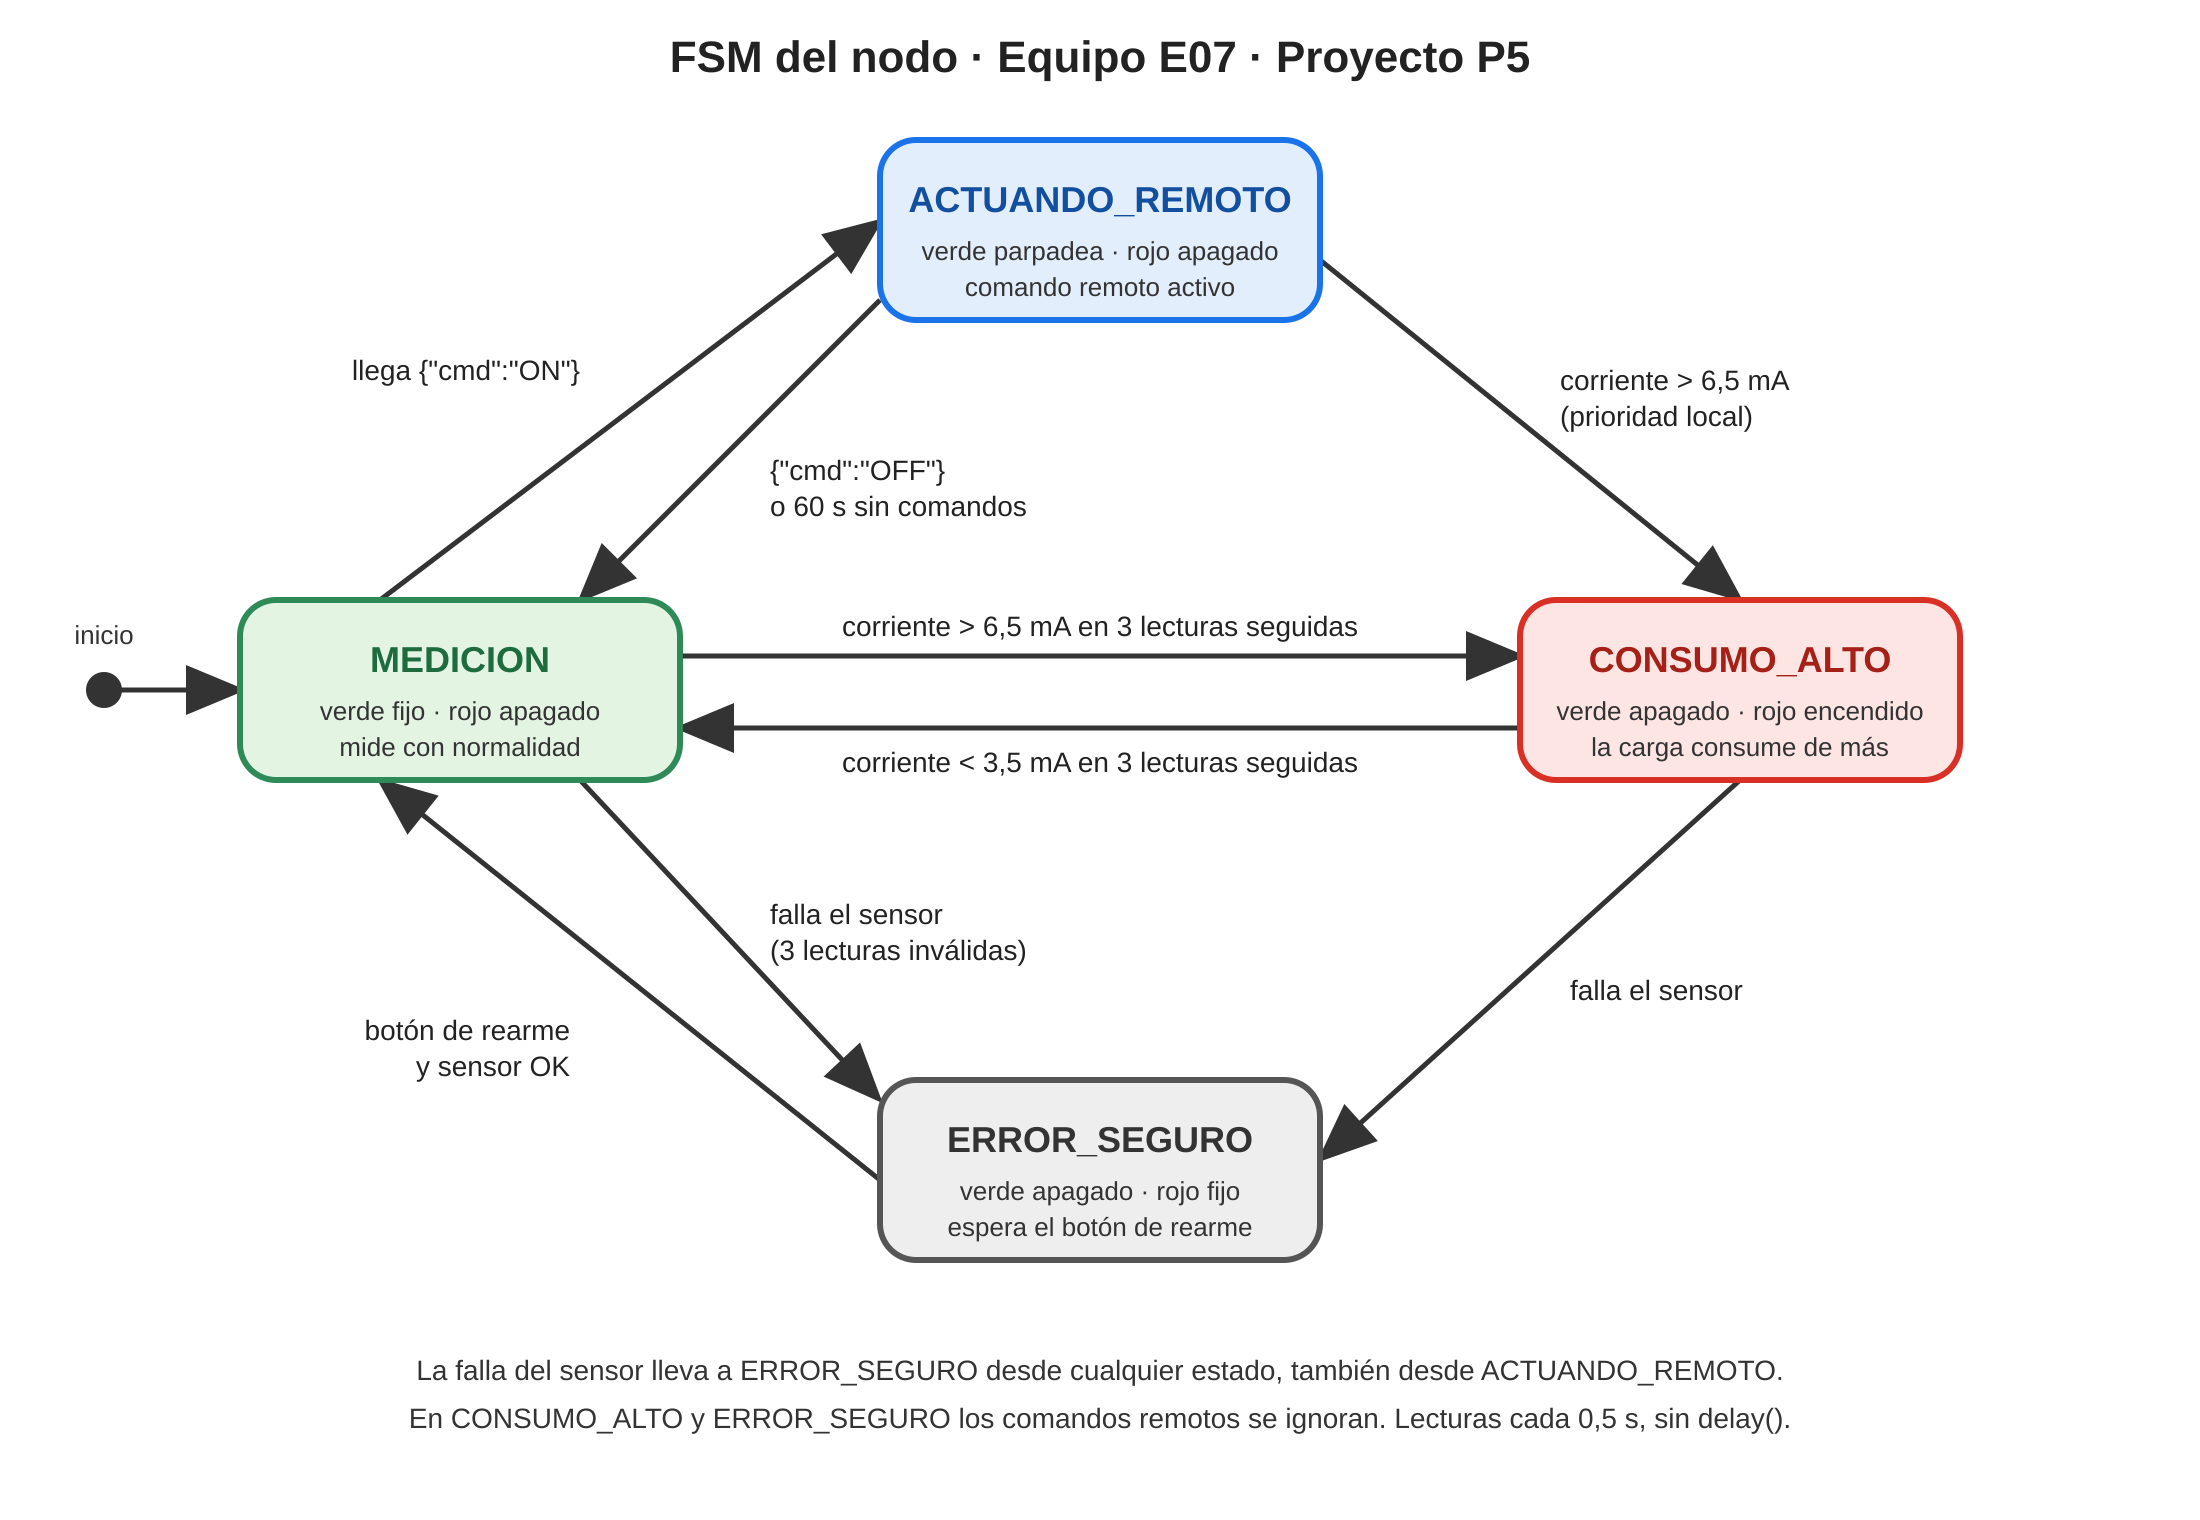 FSM del nodo · Equipo E07 · Proyecto P5
ACTUANDO_REMOTO
verde parpadea · rojo apagado
comando remoto activo
llega {"cmd":"ON"}
corriente > 6,5 mA
(prioridad local)
{"cmd":"OFF"}
o 60 s sin comandos
inicio
MEDICION
verde fijo · rojo apagado
mide con normalidad
corriente > 6,5 mA en 3 lecturas seguidas
corriente < 3,5 mA en 3 lecturas seguidas
CONSUMO_ALTO
verde apagado · rojo encendido
la carga consume de más
falla el sensor
(3 lecturas inválidas)
falla el sensor
botón de rearme
y sensor OK
ERROR_SEGURO
verde apagado · rojo fijo
espera el botón de rearme
La falla del sensor lleva a ERROR_SEGURO desde cualquier estado, también desde ACTUANDO_REMOTO.
En CONSUMO_ALTO y ERROR_SEGURO los comandos remotos se ignoran. Lecturas cada 0,5 s, sin delay().